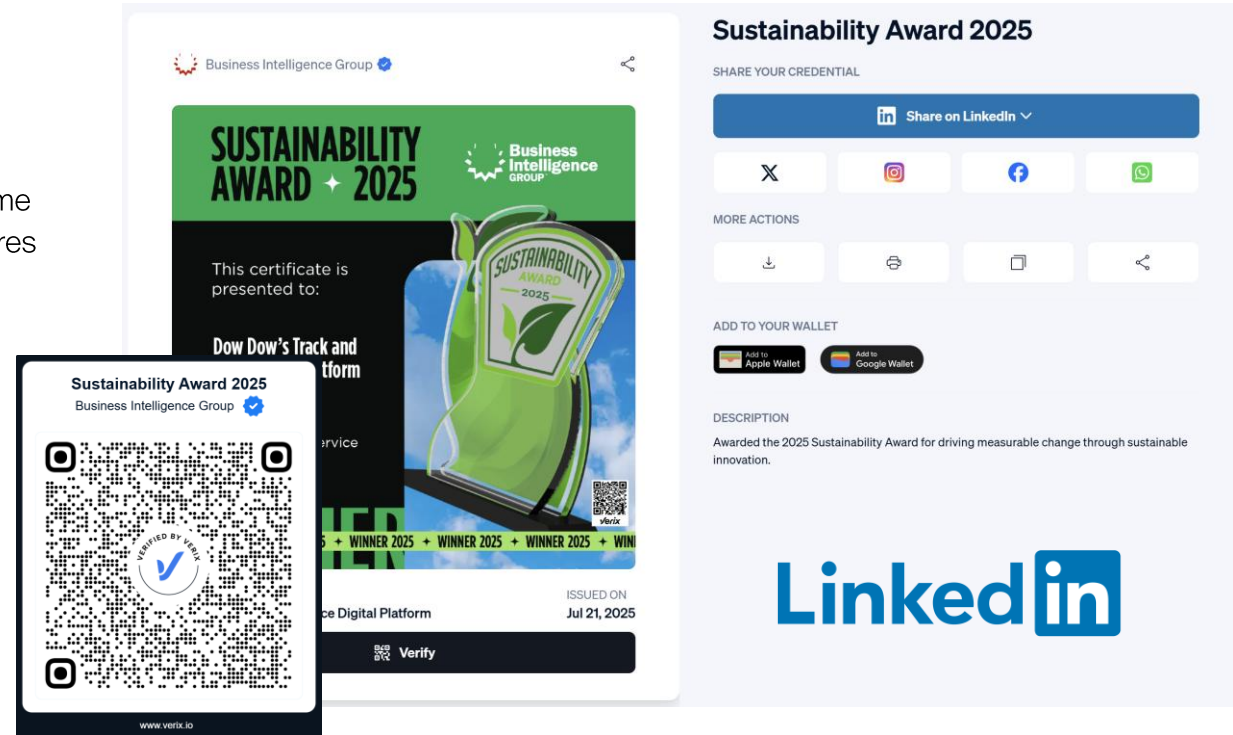 me
res
Business Intelligence Group
SUSTAINABILITY
AWARD 2025
Business
Intelligence
GROUP
This certificate is
presented to:
Dow Dow's Track and
tform
ervice
SUSTAINABILITY
AWARD
2025
verix
WINNER 2025 + WINNER 2025 + WINNER 2025 + WIN
ISSUED ON
ce Digital Platform
Jul 21, 2025
Verify
Sustainability Award 2025
Business Intelligence Group
VERIFIED BY VERIX
www.verix.io
Sustainability Award 2025
SHARE YOUR CREDENTIAL
in Share on LinkedIn
MORE ACTIONS
ADD TO YOUR WALLET
Add to
Apple Wallet
Add to
Google Wallet
DESCRIPTION
Awarded the 2025 Sustainability Award for driving measurable change through sustainable
innovation.
Linked in